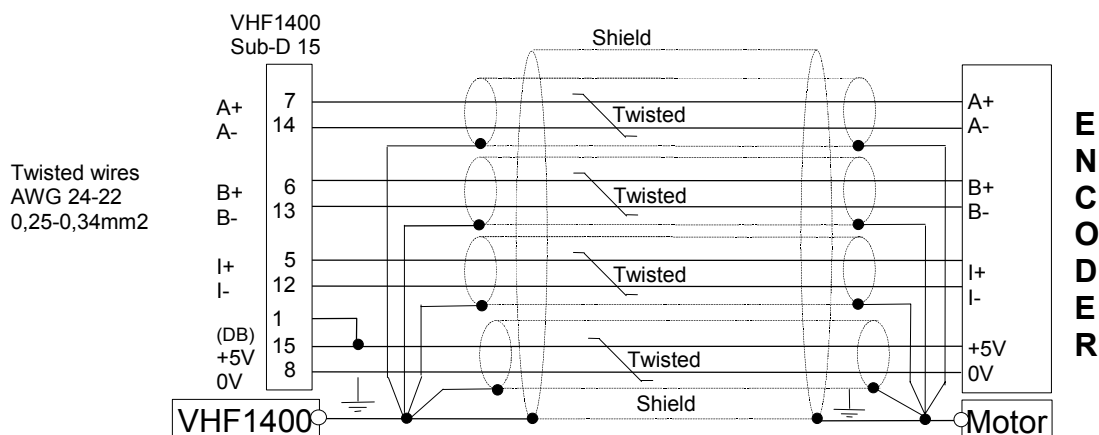 VHF1400
Sub-D 15
Shield
A+ 7 A+
A- 14 Twisted A-
Twisted wires
AWG 24-22
0,25-0,34mm2
B+ 6 B+
B- 13 Twisted B-
I+ 5 I+
I- 12 Twisted I-
1
(DB) 15 +5V
+5V 8 Twisted 0V
0V
Shield
VHF1400 Motor
E
N
C
O
D
E
R